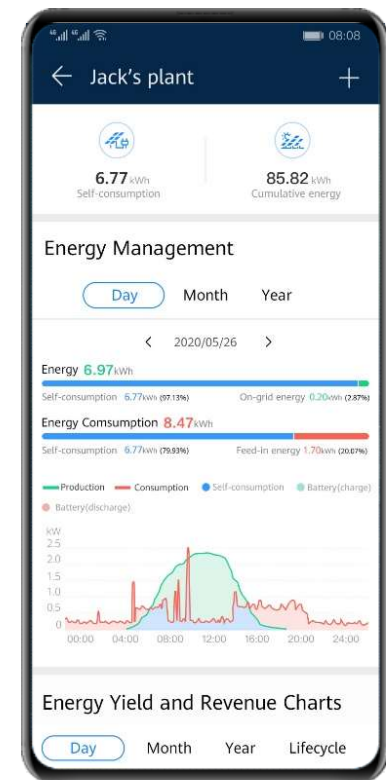 4G 4G 08:08
Jack's plant
6.77 kWh 85.82 kWh
Self-consumption Cumulative energy
Energy Management
Day Month Year
2020/05/26
Energy 6.97kWh
Self-consumption 6.77kWh (97.13%) On-grid energy 0.20kWh (2.87%)
Energy Comsumption 8.47kWh
Self-consumption 6.77kWh (79.93%) Feed-in energy 1.70kWh (20.07%)
Production Consumption Self-consumption Battery(charge)
Battery(discharge)
kW
2.5
2.0
1.5
1.0
0.5
0
00:00 04:00 08:00 12:00 16:00 20:00 24:00
Energy Yield and Revenue Charts
Day Month Year Lifecycle